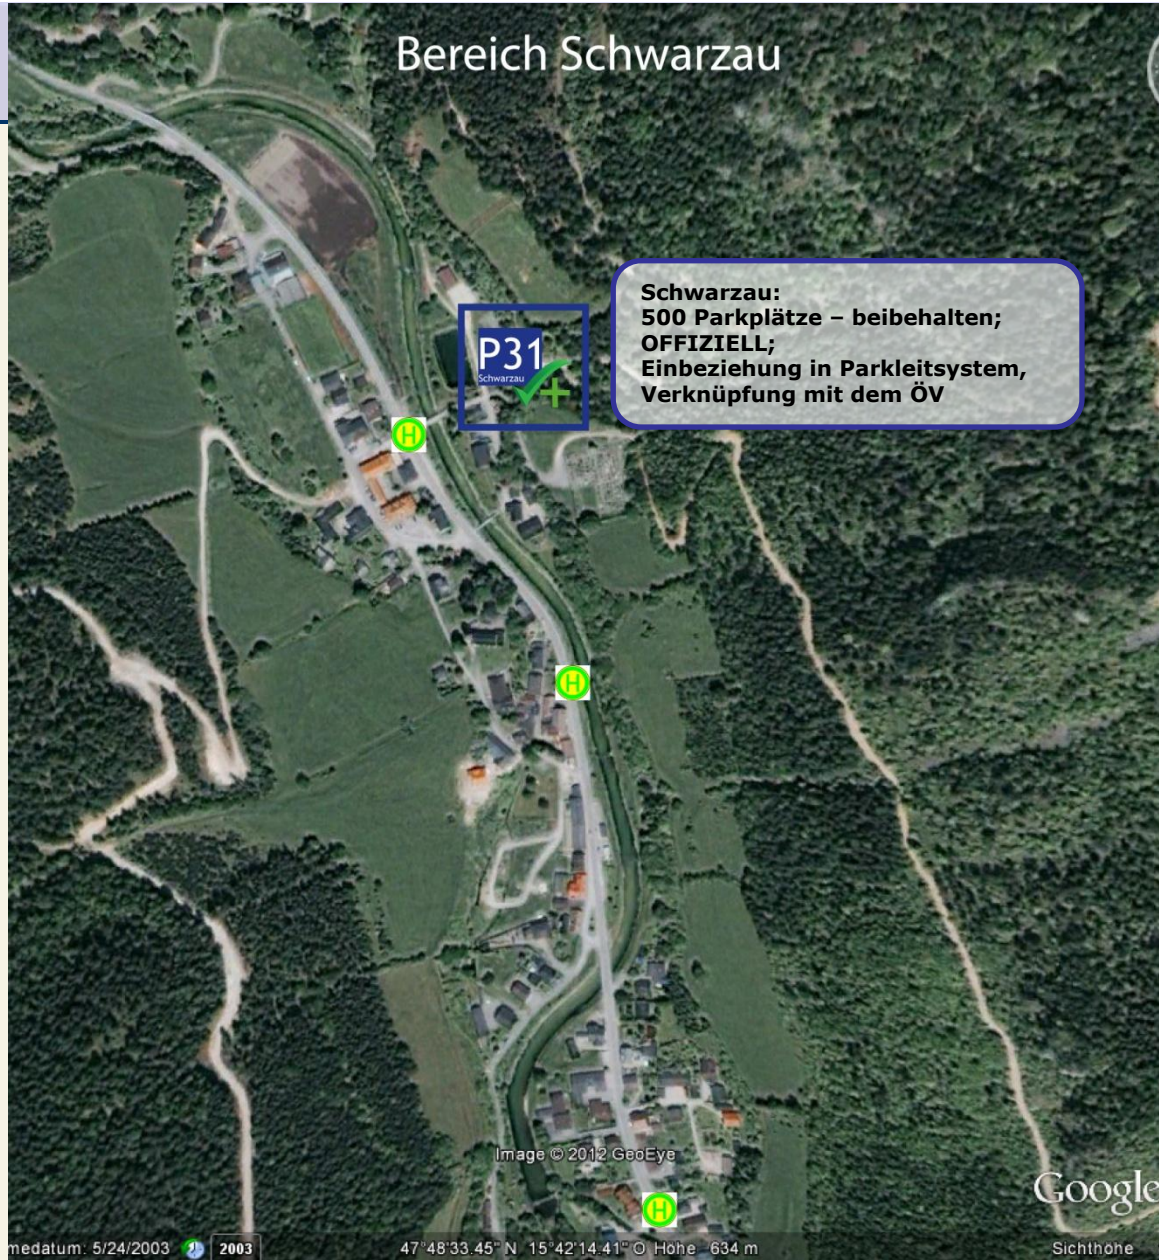 Bereich Schwarzau
Schwarzau:
500 Parkplätze – beibehalten;
OFFIZIELL;
Einbeziehung in Parkleitsystem,
Verknüpfung mit dem ÖV
P31
Schwarzau
H
H
H
Image © 2012 GeoEye
Google
medatum: 5/24/2003 2003 47°48'33.45" N 15°42'14.41" O Höhe 634 m Sichthöhe